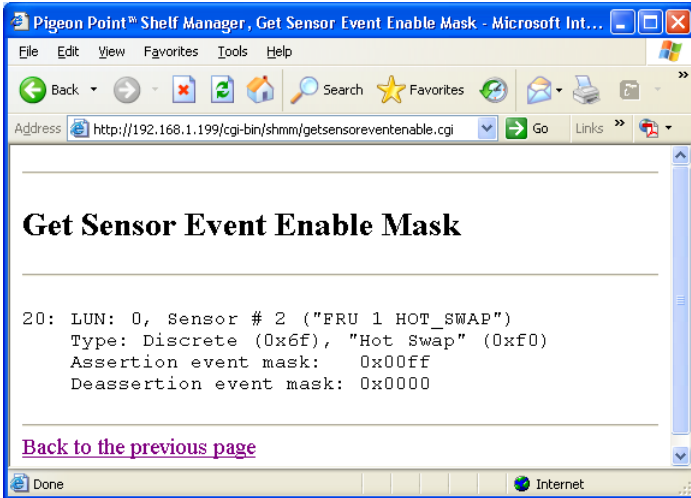 Pigeon Point™ Shelf Manager, Get Sensor Event Enable Mask - Microsoft Int...
File Edit View Favorites Tools Help
Back Search Favorites »
Address http://192.168.1.199/cgi-bin/shmm/getsensoreventenable.cgi Go Links »
Get Sensor Event Enable Mask
20: LUN: 0, Sensor # 2 ("FRU 1 HOT_SWAP")
Type: Discrete (0x6f), "Hot Swap" (0xf0)
Assertion event mask: 0x00ff
Deassertion event mask: 0x0000
Back to the previous page
Done Internet